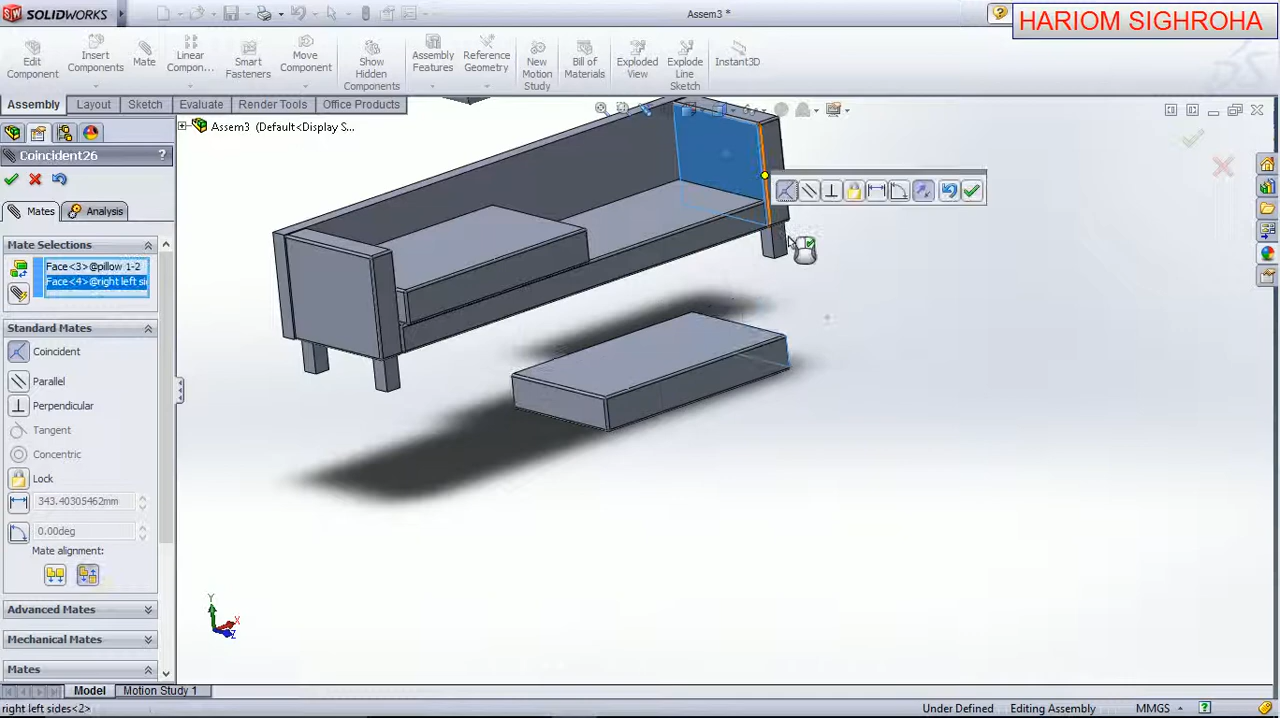 SOLIDWORKS
Assem3 *
HARIOM SIGHROHA
Edit Component
Insert Components
Mate
Linear Compon...
Smart Fasteners
Move Component
Show Hidden Components
Assembly Features
Reference Geometry
New Motion Study
Bill of Materials
Exploded View
Explode Line Sketch
Instant3D
Assembly
Layout
Sketch
Evaluate
Render Tools
Office Products
Assem3 (Default<Display S...
Coincident26
?
Mates
Analysis
Mate Selections
Face<3>@pillow 1-2
Face<4>@right left si
Standard Mates
Coincident
Parallel
Perpendicular
Tangent
Concentric
Lock
343.40305462mm
0.00deg
Mate alignment:
Advanced Mates
Mechanical Mates
Mates
Y
X
Z
Model
Motion Study 1
right left sides<2>
Under Defined
Editing Assembly
MMGS
?